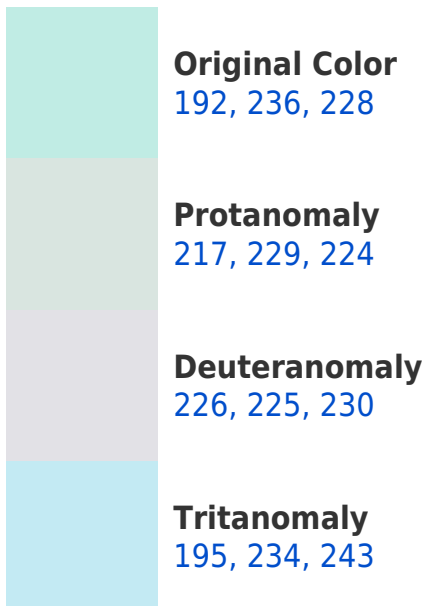 Original Color
192, 236, 228
Protanomaly
217, 229, 224
Deuteranomaly
226, 225, 230
Tritanomaly
195, 234, 243